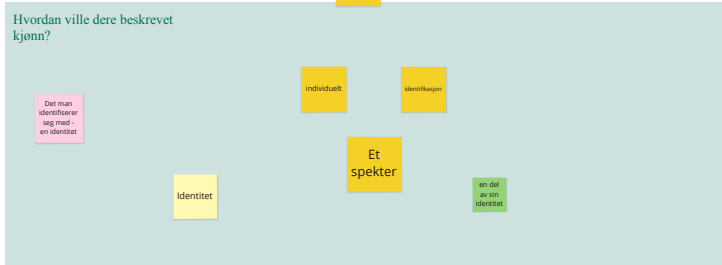 Hvordan ville dere beskrevet
kjønn?
individuelt
identifikasjon
Det man
identifiserer
seg med -
en identitet
Et
spekter
Identitet
en del
av sin
identitet